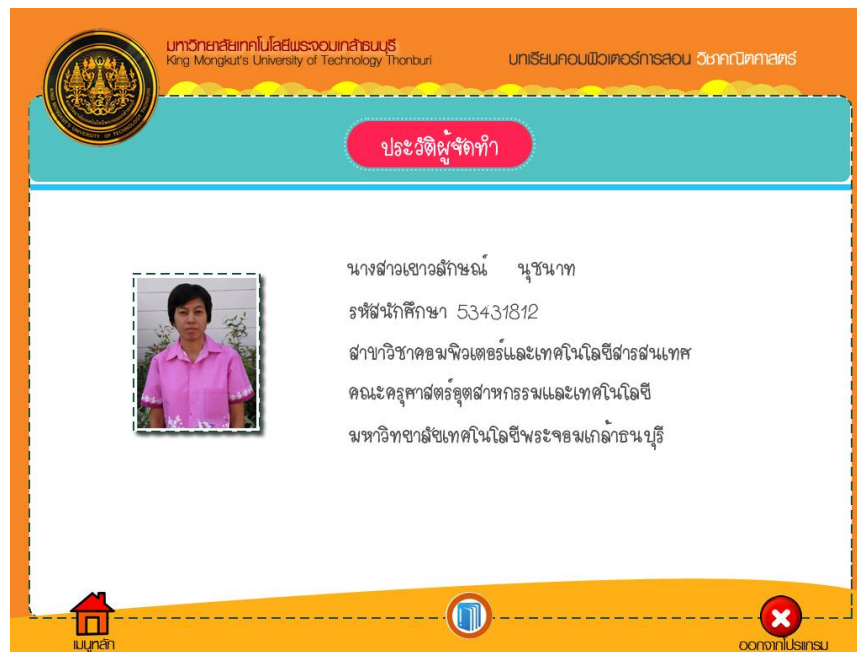 มหาวิทยาลัยเทคโนโลยีพระจอมเกล้าธนบุรี
King Mongkut's University of Technology Thonburi
บทเรียนคอมพิวเตอร์การสอน วิชาคณิตศาสตร์
ประวัติผู้จัดทำ
นางสาวเยาวลักษณ์ นุชนาท
รหัสนักศึกษา 53431812
สาขาวิชาคอมพิวเตอร์และเทคโนโลยีสารสนเทศ
คณะครุศาสตร์อุตสาหกรรมและเทคโนโลยี
มหาวิทยาลัยเทคโนโลยีพระจอมเกล้าธนบุรี
เมนูหลัก
ออกจากโปรแกรม